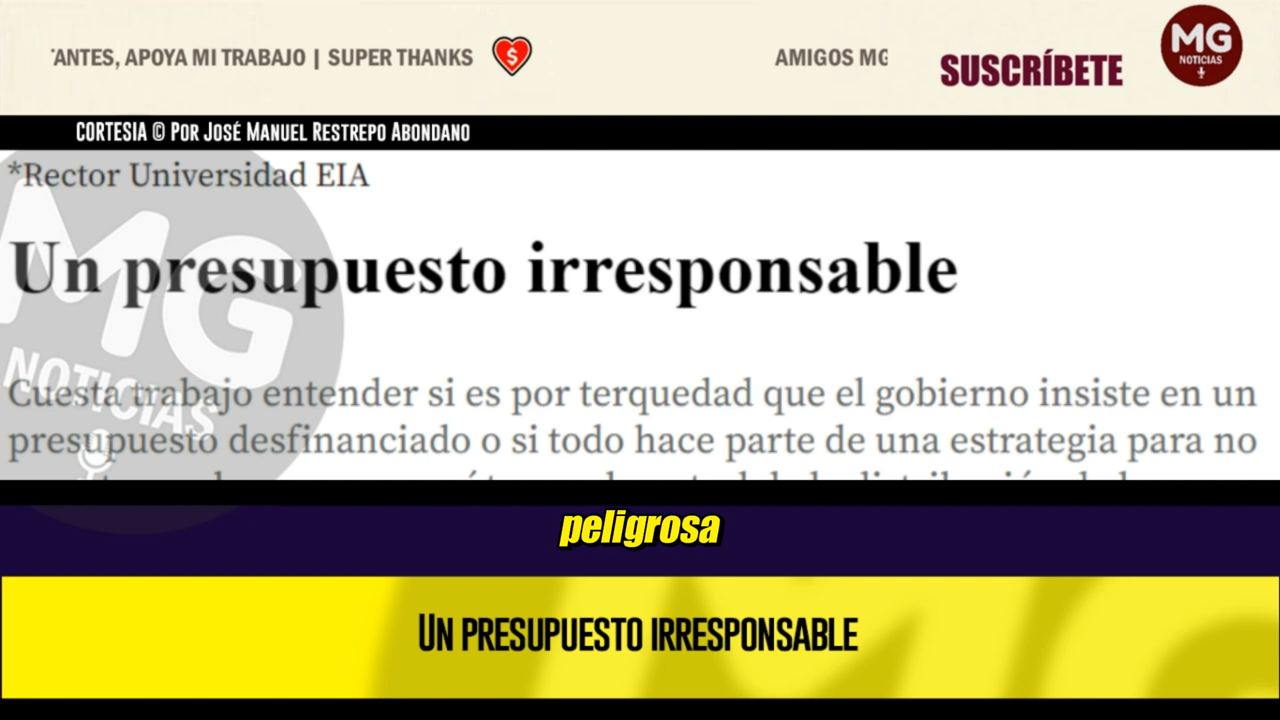 'ANTES, APOYA MI TRABAJO | SUPER THANKS
AMIGOS MG
SUSCRÍBETE
MG
NOTICIAS
CORTESIA © POR JOSÉ MANUEL RESTREPO ABONDANO
*Rector Universidad EIA
Un presupuesto irresponsable
MG
NOTICIAS
Cuesta trabajo entender si es por terquedad que el gobierno insiste en un
presupuesto desfinanciado o si todo hace parte de una estrategia para no
peligrosa
UN PRESUPUESTO IRRESPONSABLE